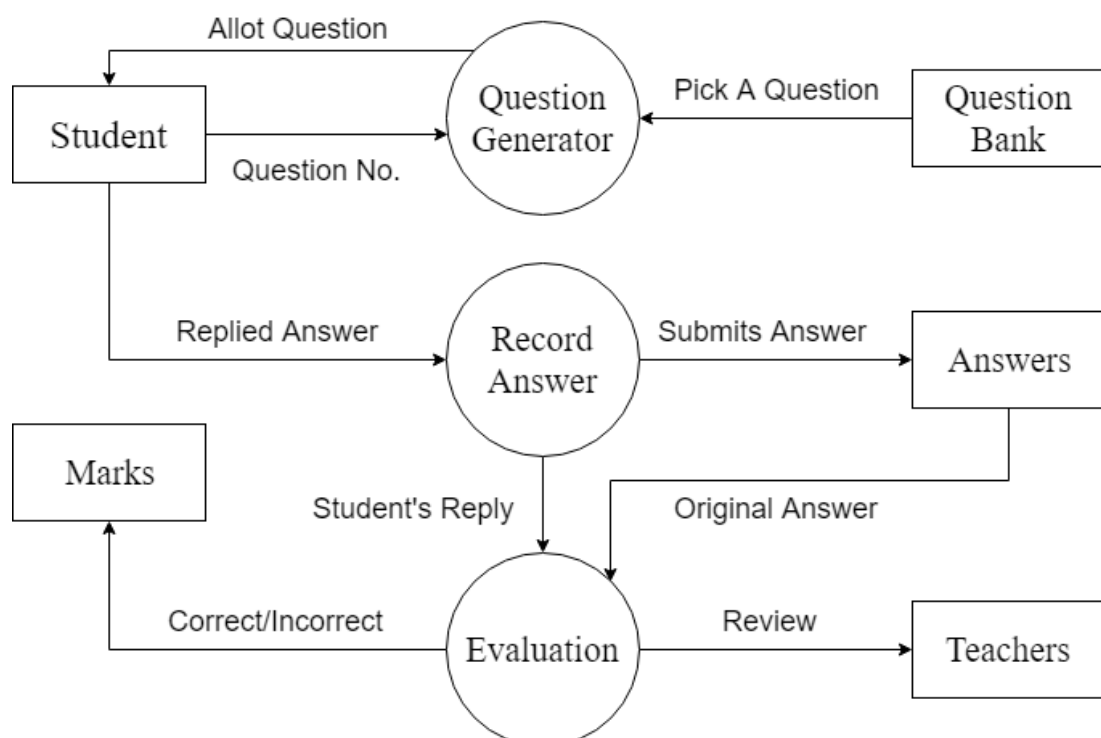 Allot Question
Question
Generator
Pick A Question
Question
Bank
Student
Question No.
Replied Answer
Record
Answer
Submits Answer
Answers
Marks
Student's Reply
Original Answer
Correct/Incorrect
Evaluation
Review
Teachers